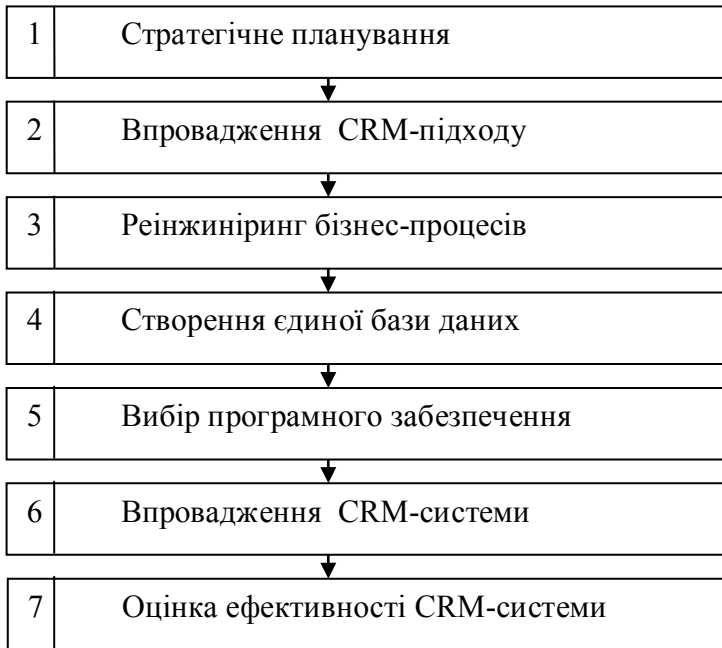 1 Стратегічне планування
2 Впровадження CRM-підходу
3 Реінжиніринг бізнес-процесів
4 Створення єдиної бази даних
5 Вибір програмного забезпечення
6 Впровадження CRM-системи
7 Оцінка ефективності CRM-системи